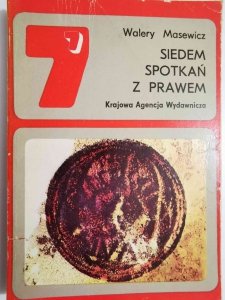 7
Walery Masewicz
SIEDEM
SPOTKAŃ
Z PRAWEM
Krajowa Agencja Wydawnicza